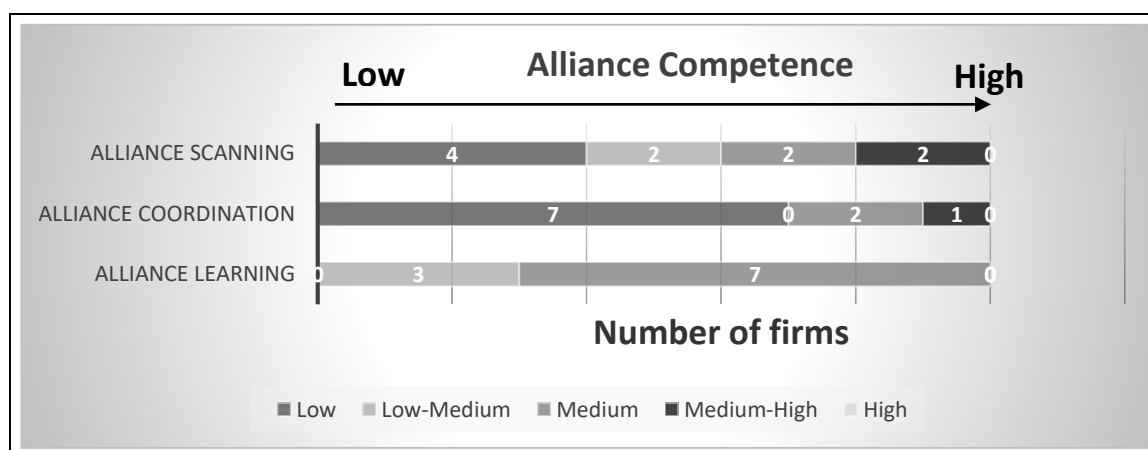 Alliance Competence
Low
High
ALLIANCE SCANNING 4 2 2 2 0
ALLIANCE COORDINATION 7 0 2 1 0
ALLIANCE LEARNING 0 3 7 0
Number of firms
Low Low-Medium Medium Medium-High High